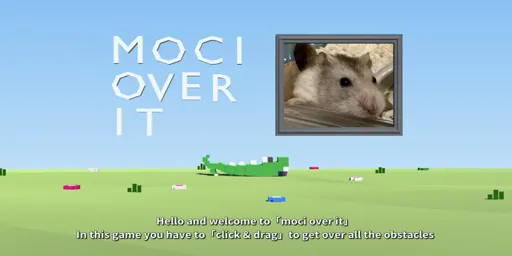 MOCI
OVER
IT
Hello and welcome to「moci over it」
In this game you have to「click & drag」to get over all the obstacles